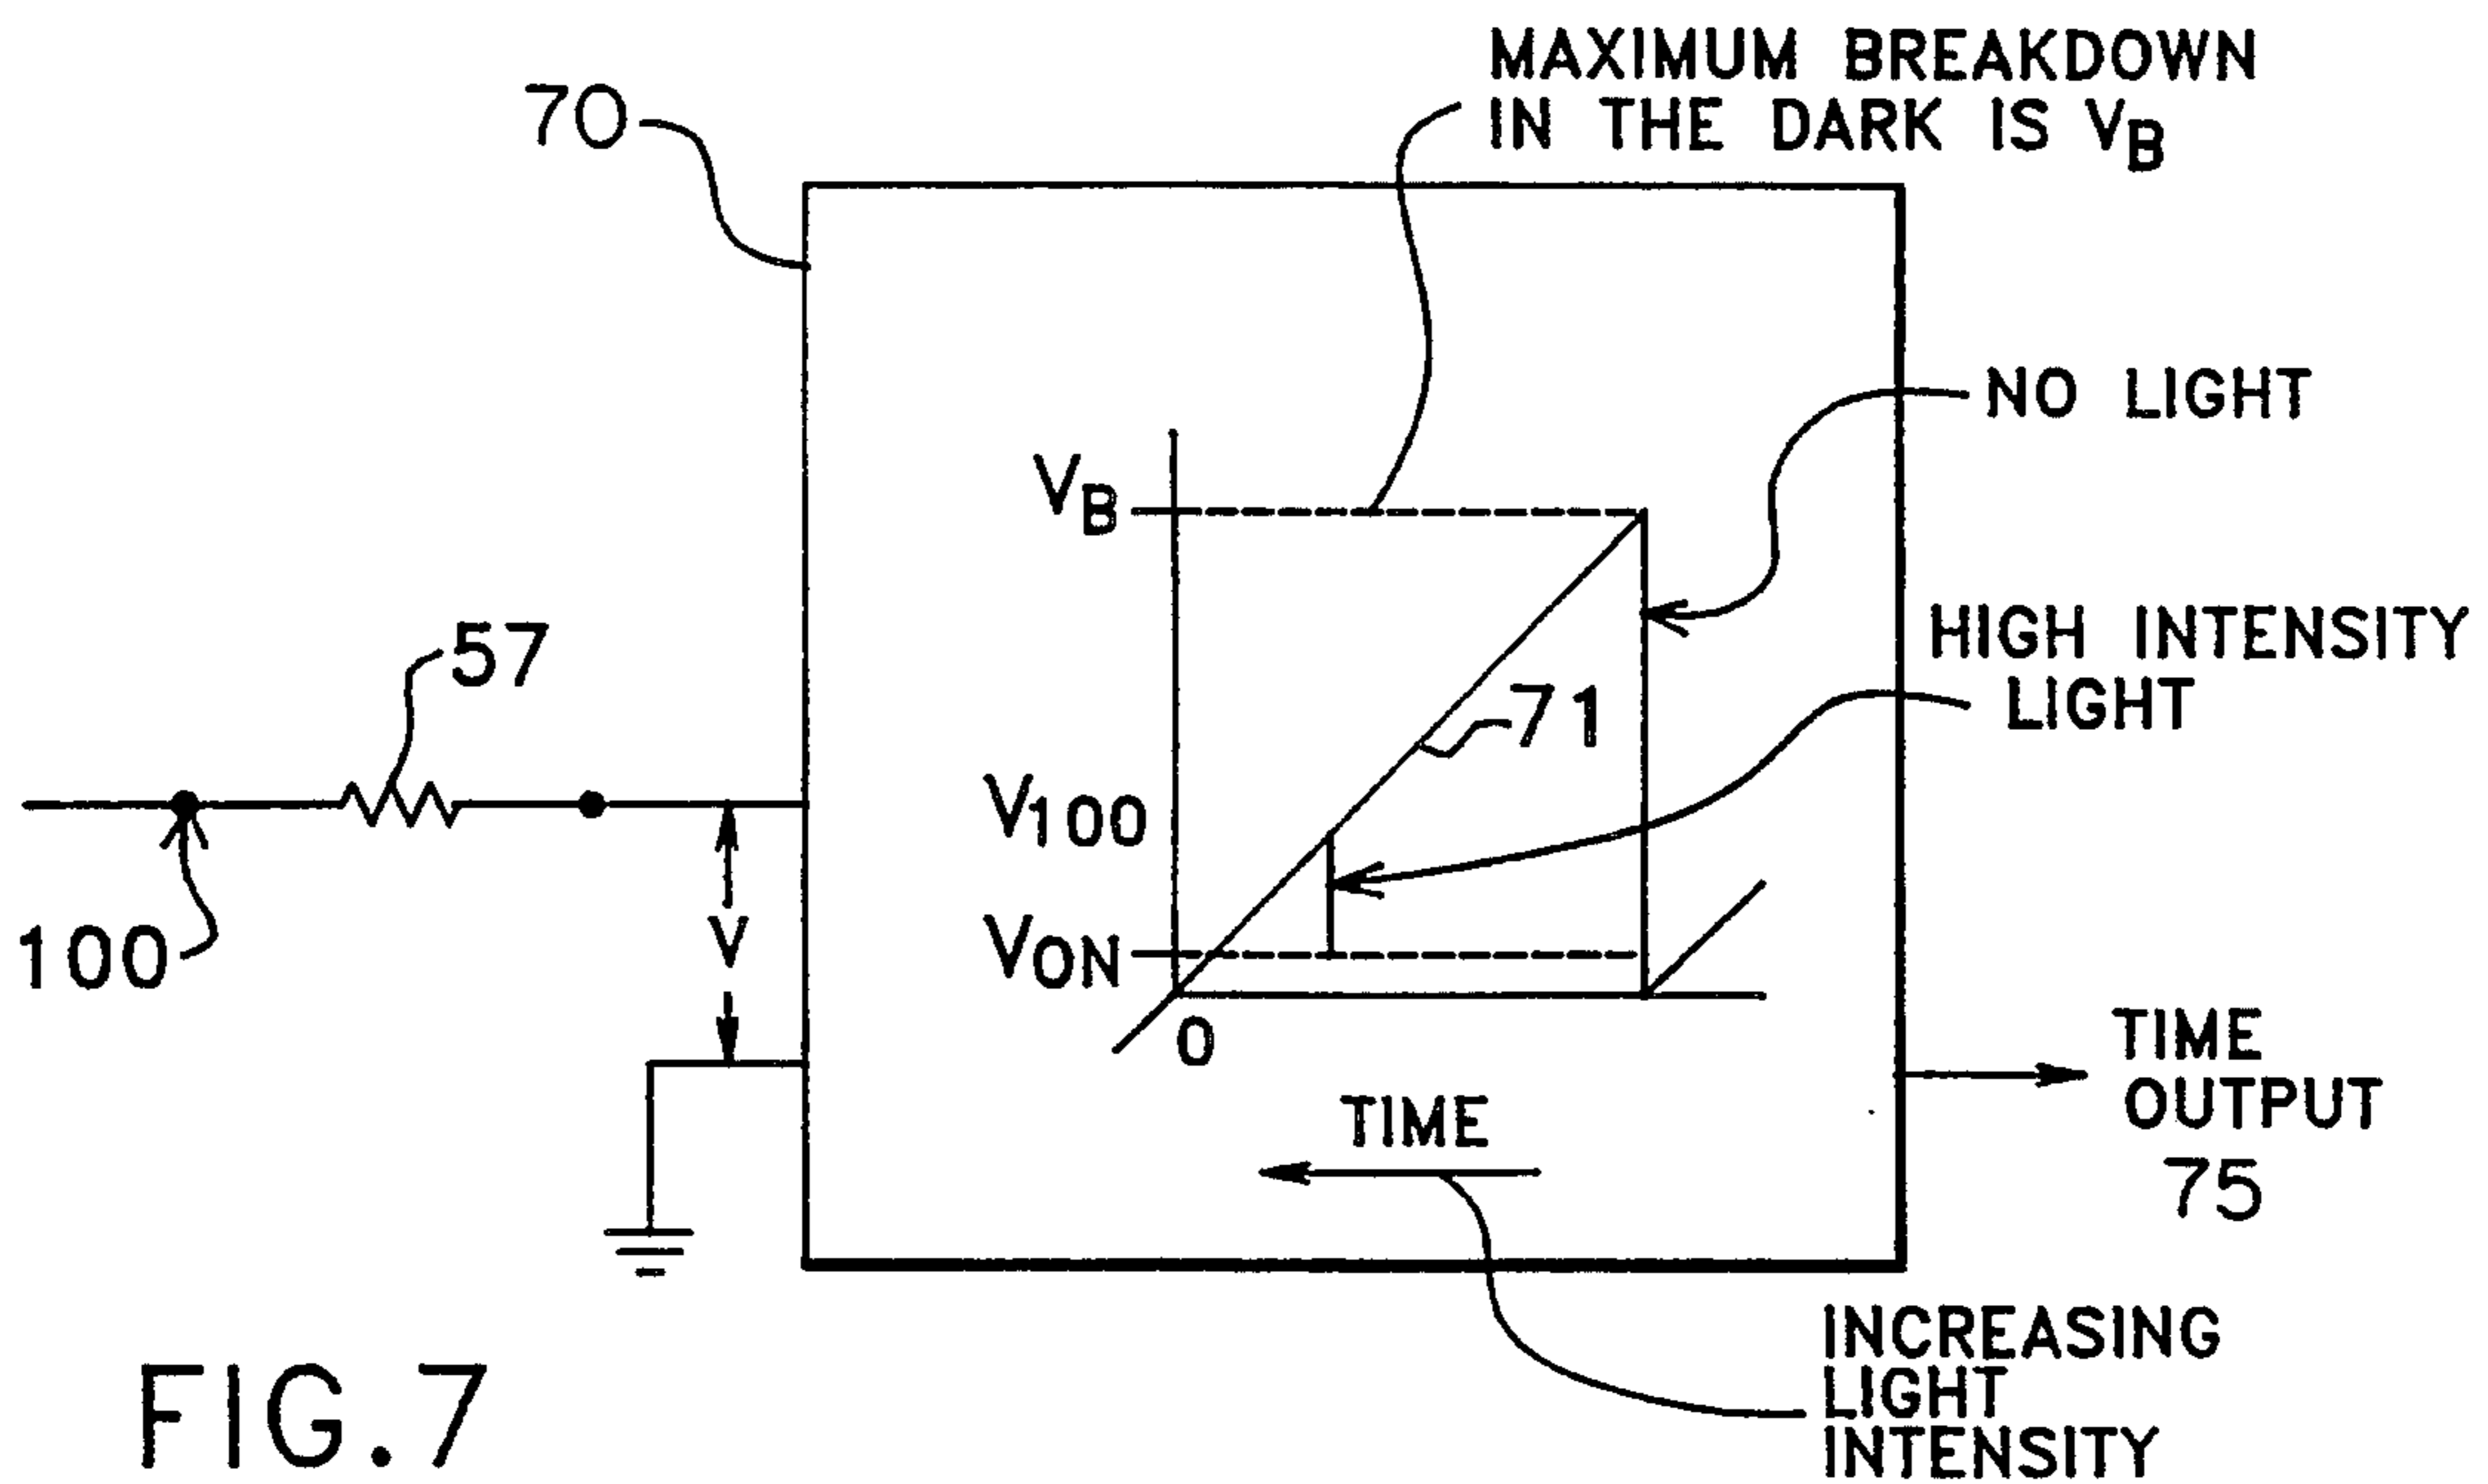 MAXIMUM BREAKDOWN
IN THE DARK IS VB
70
NO LIGHT
VB
HIGH INTENSITY
LIGHT
57
71
V100
VON
100
V
0
TIME
TIME
OUTPUT
75
INCREASING
LIGHT
INTENSITY
FIG.7